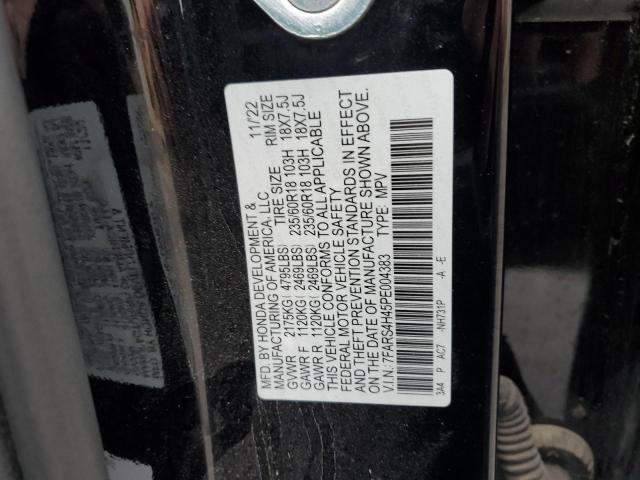 MFD. BY HONDA DEVELOPMENT & 11/22
MANUFACTURING OF AMERICA, LLC
TIRE SIZE RIM SIZE
GVWR 2175KG(4795LBS)
GAWR F 1120KG(2469LBS) 235/60R18 103H 18X7.5J
GAWR R 1120KG(2469LBS) 235/60R18 103H 18X7.5J
THIS VEHICLE CONFORMS TO ALL APPLICABLE
FEDERAL MOTOR VEHICLE SAFETY
AND THEFT PREVENTION STANDARDS IN EFFECT
ON THE DATE OF MANUFACTURE SHOWN ABOVE.
V.I.N: 7FARS4H45PE004383 TYPE: MPV
3A4 P AC7 NH731P -A -E